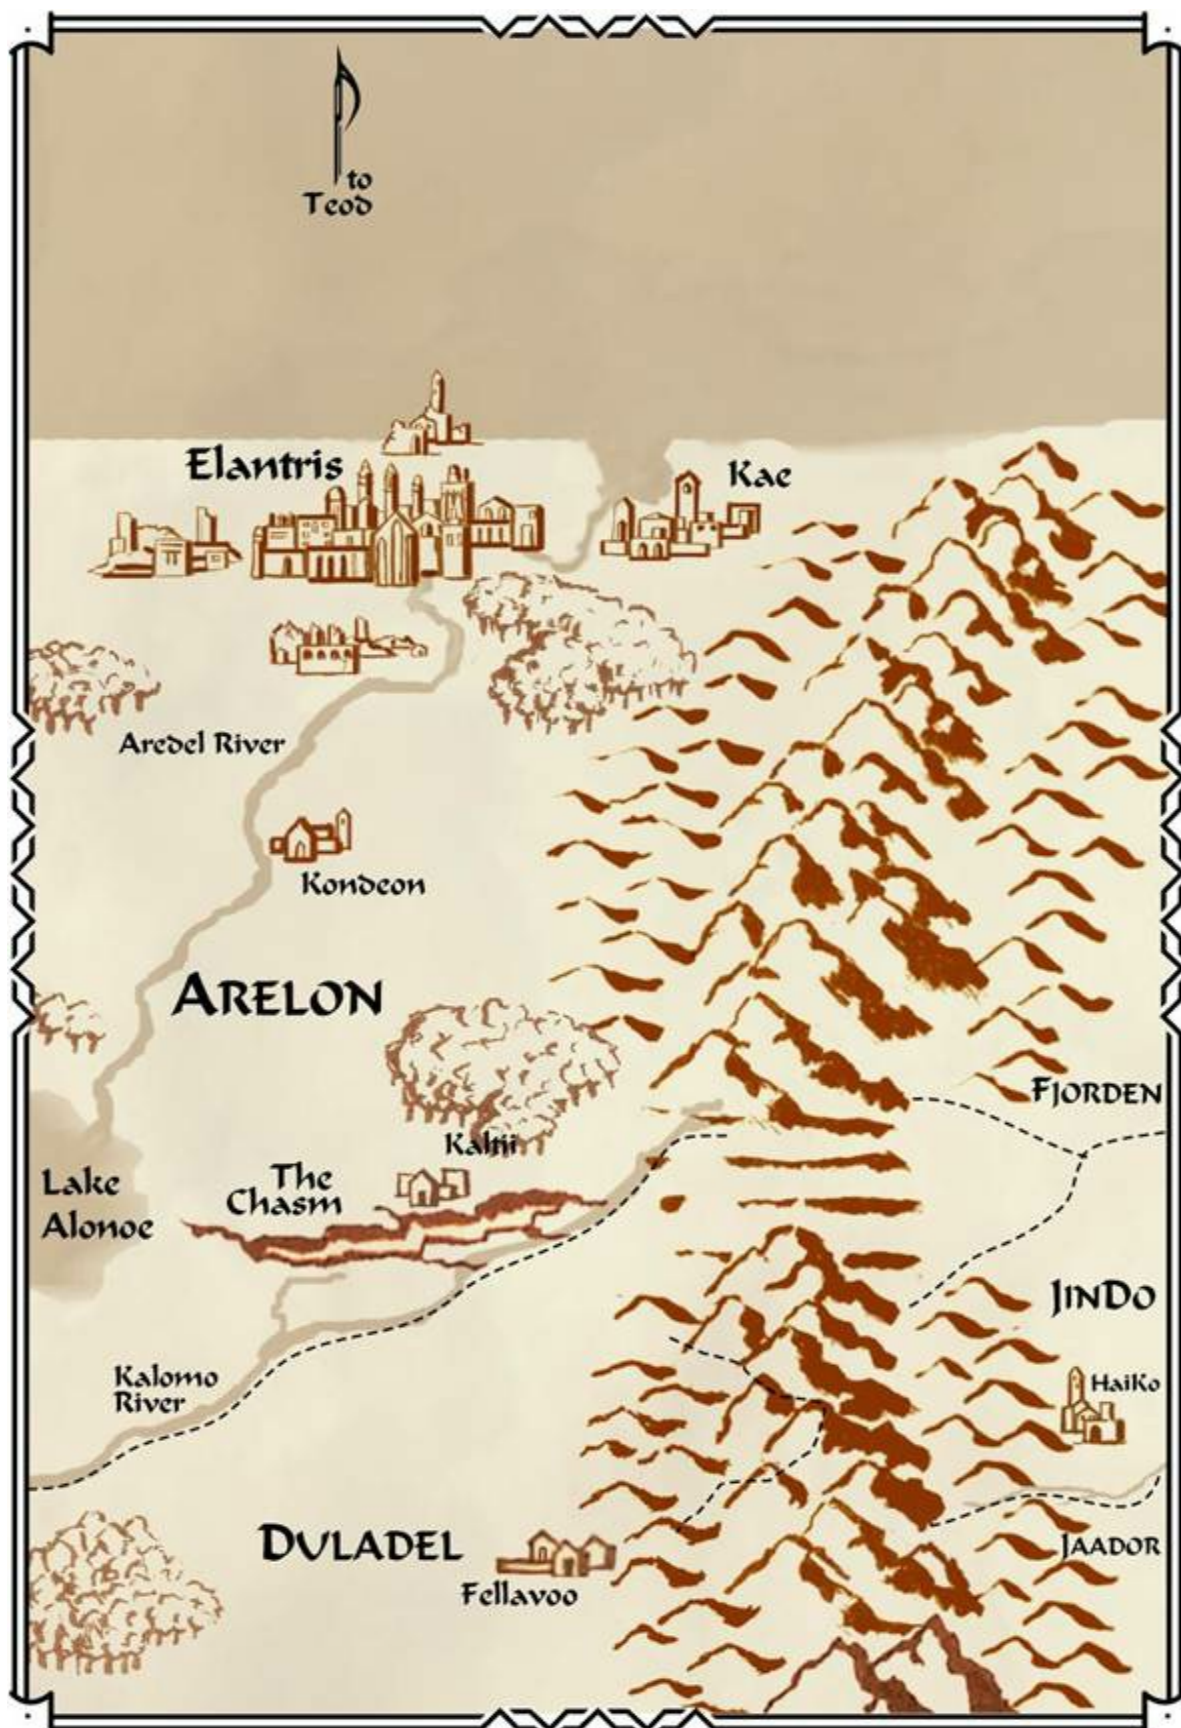 to
Teod
Elantris
Kae
Aredel River
Kondeon
ARELON
FJORDEN
Kaltii
The
Chasm
Lake
Alonoe
JINDO
Kalomo
River
HaiKo
DULADEL
JAADOR
Fellavoo